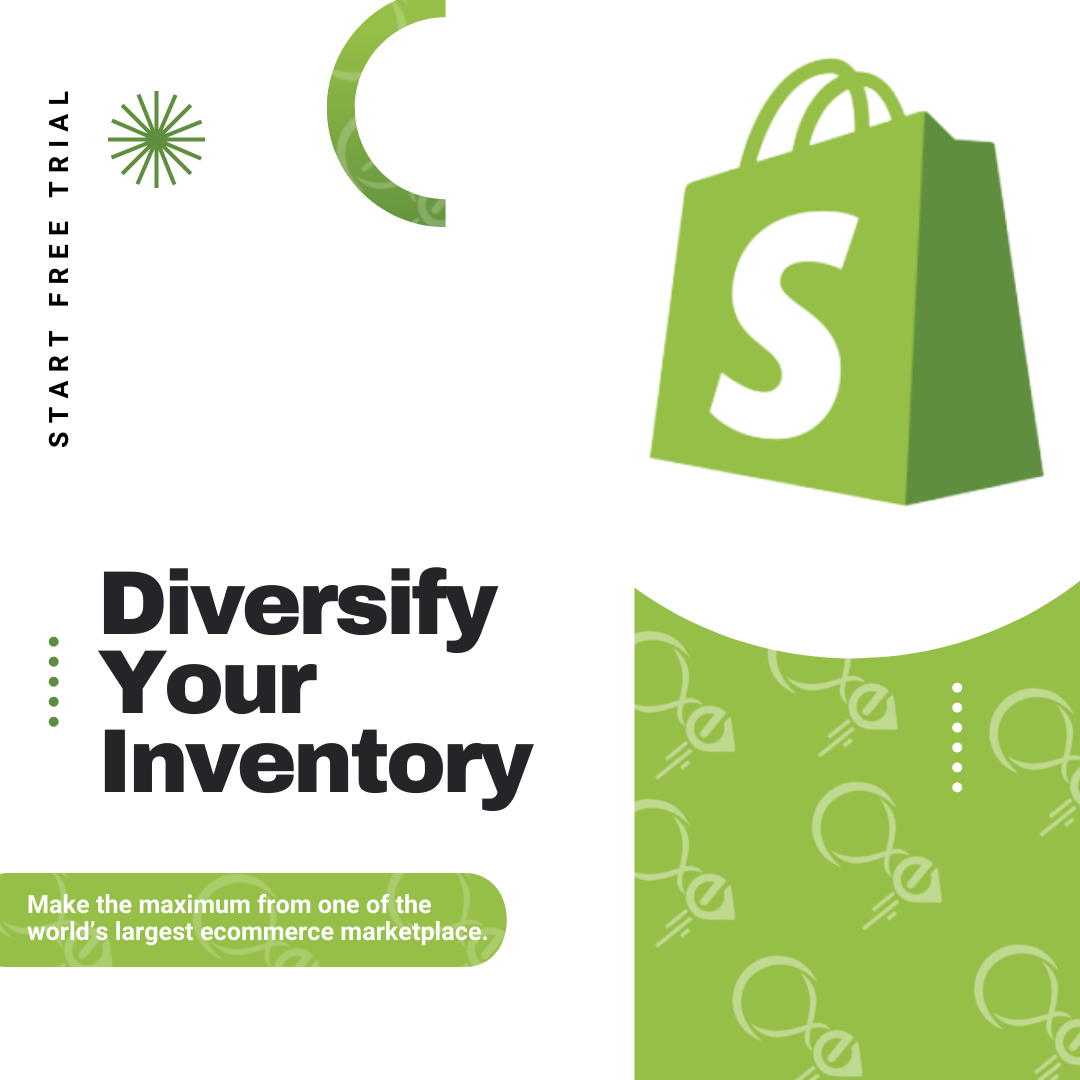 START FREE TRIAL
S
Diversify
Your
Inventory
Make the maximum from one of the
world’s largest ecommerce marketplace.